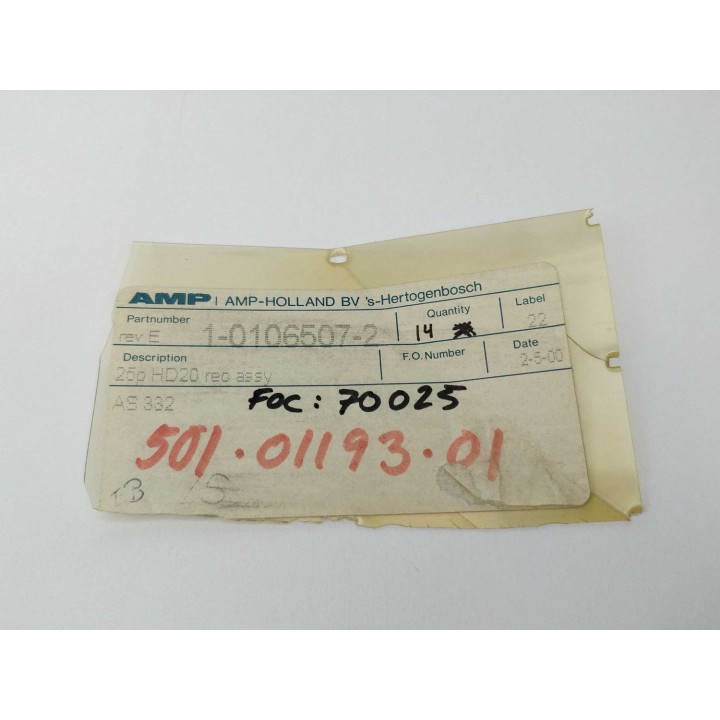 AMP | AMP-HOLLAND BV 's-Hertogenbosch
Partnumber Quantity Label
rev E 1-0106507-2 14 22
Description F.O.Number Date
25p HD20 rec assy 2-5-00
AS 332 FOC: 70025
501.01193.01